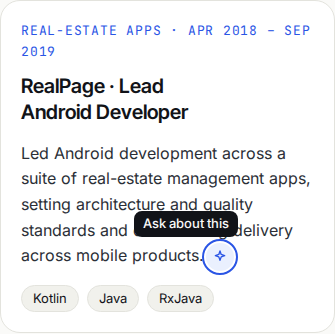 REAL-ESTATE APPS · APR 2018 – SEP
2019
RealPage · Lead
Android Developer
Led Android development across a
suite of real-estate management apps,
setting architecture and quality
Ask about this
standards and delivery
across mobile products.
Kotlin Java RxJava